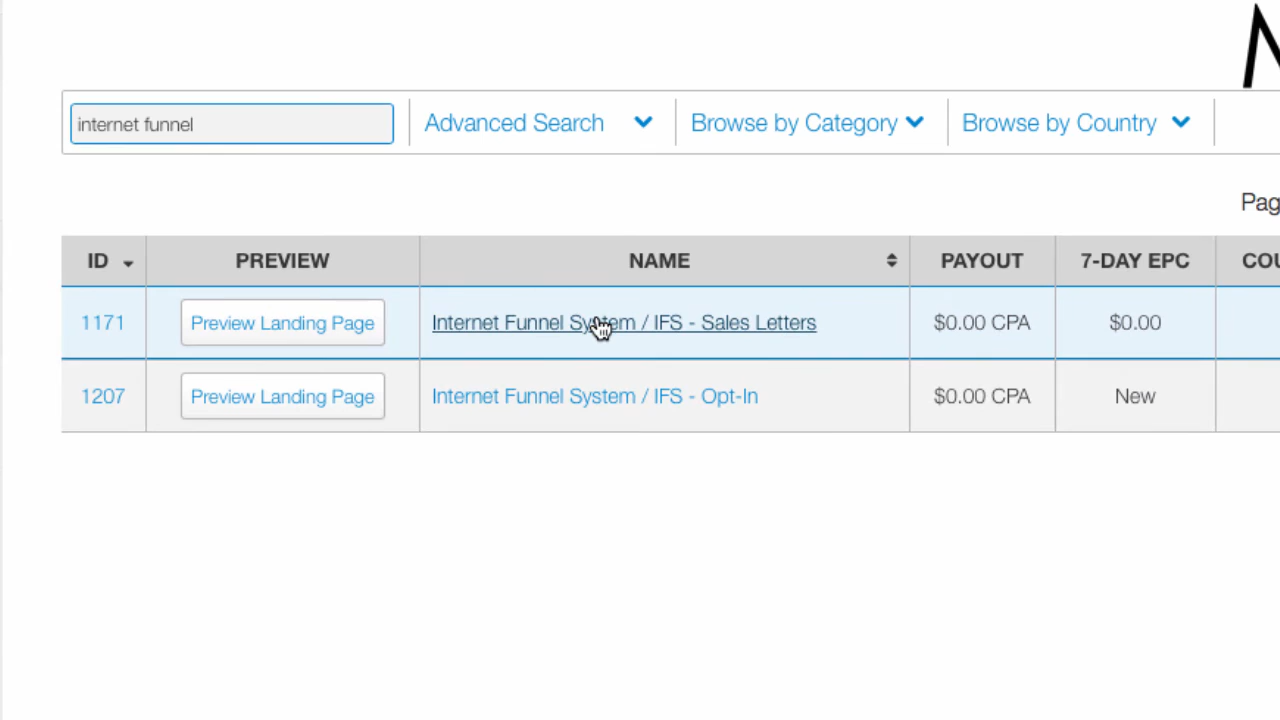 internet funnel
Advanced Search
Browse by Category
Browse by Country
ID PREVIEW NAME PAYOUT 7-DAY EPC
1171 Preview Landing Page Internet Funnel System / IFS - Sales Letters $0.00 CPA $0.00
1207 Preview Landing Page Internet Funnel System / IFS - Opt-In $0.00 CPA New